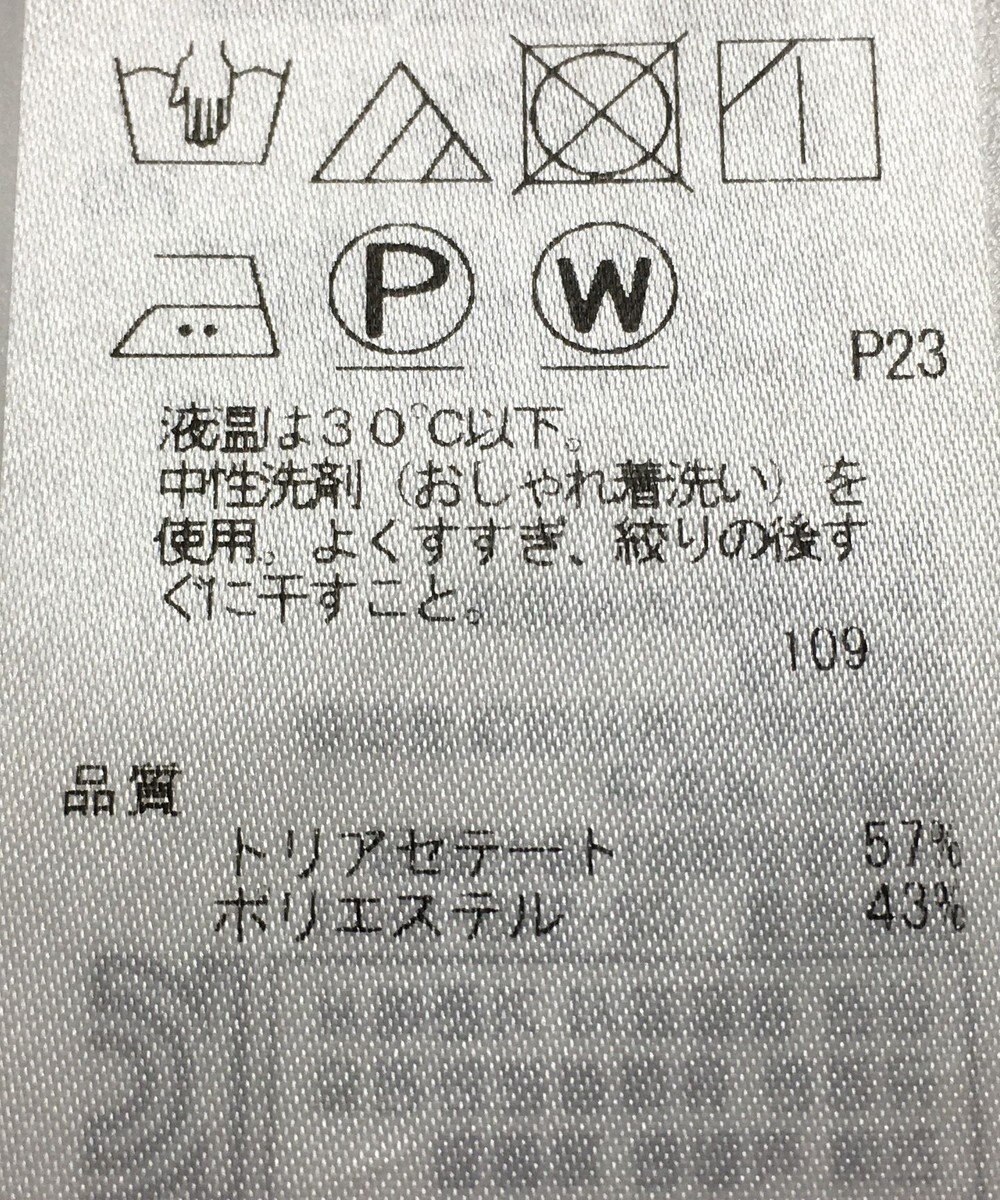 P
W
P23
液温は30℃以下。
中性洗剤（おしゃれ着洗い）を
使用。よくすすぎ、絞りの後す
ぐに干すこと。
109
品質
トリアセテート 57%
ポリエステル 43%